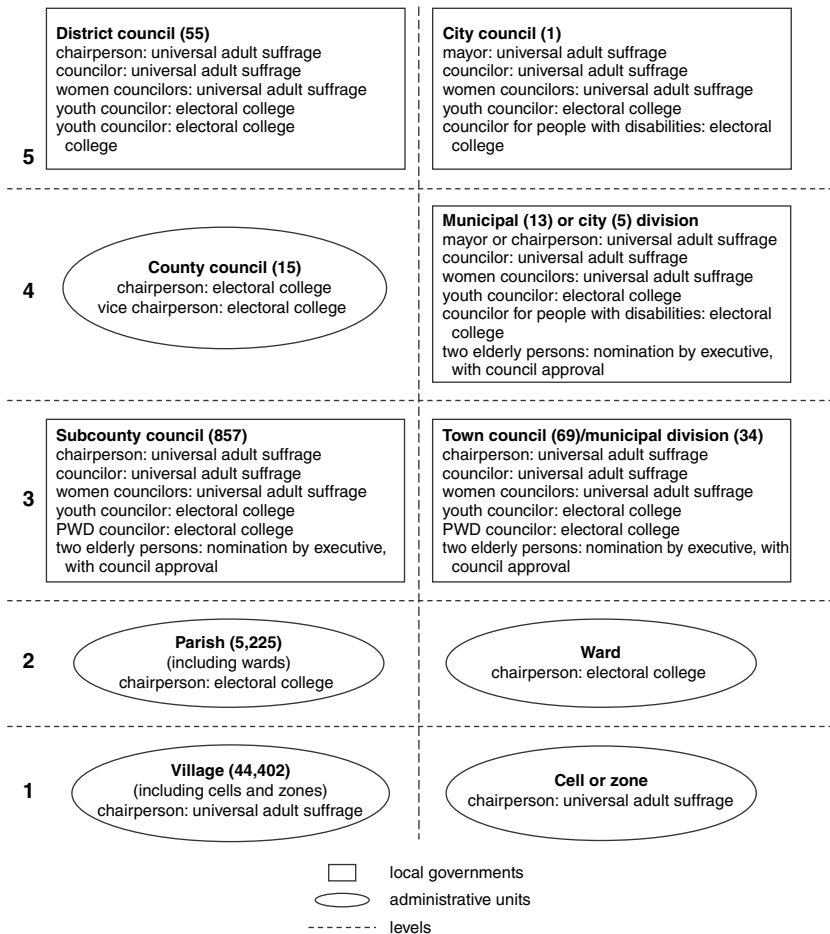 District council (55)
chairperson: universal adult suffrage
councilor: universal adult suffrage
women councilors: universal adult suffrage
youth councilor: electoral college
youth councilor: electoral college
college
City council (1)
mayor: universal adult suffrage
councilor: universal adult suffrage
women councilors: universal adult suffrage
youth councilor: electoral college
councilor for people with disabilities: electoral
college
5
County council (15)
chairperson: electoral college
vice chairperson: electoral college
Municipal (13) or city (5) division
mayor or chairperson: universal adult suffrage
councilor: universal adult suffrage
women councilors: universal adult suffrage
youth councilor: electoral college
councilor for people with disabilities: electoral
college
two elderly persons: nomination by executive,
with council approval
4
Subcounty council (857)
chairperson: universal adult suffrage
councilor: universal adult suffrage
women councilors: universal adult suffrage
youth councilor: electoral college
PWD councilor: electoral college
two elderly persons: nomination by executive,
with council approval
Town council (69)/municipal division (34)
chairperson: universal adult suffrage
councilor: universal adult suffrage
women councilors: universal adult suffrage
youth councilor: electoral college
PWD councilor: electoral college
two elderly persons: nomination by executive, with
council approval
3
Parish (5,225)
(including wards)
chairperson: electoral college
Ward
chairperson: electoral college
2
Village (44,402)
(including cells and zones)
chairperson: universal adult suffrage
Cell or zone
chairperson: universal adult suffrage
1
local governments
administrative units
levels